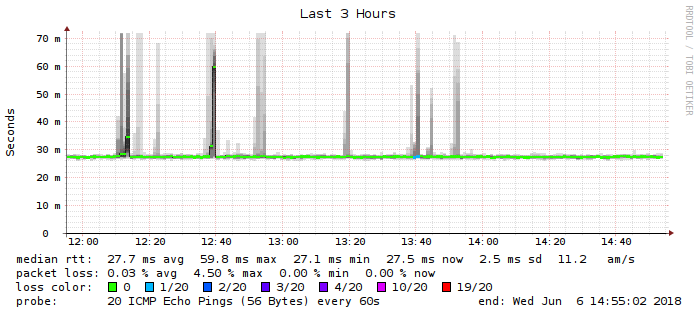 Last 3 Hours
RRDTOOL / TOBI OETIKER
Seconds
70 m
60 m
50 m
40 m
30 m
20 m
10 m
0
12:00 12:20 12:40 13:00 13:20 13:40 14:00 14:20 14:40
median rtt: 27.7 ms avg 59.8 ms max 27.1 ms min 27.5 ms now 2.5 ms sd 11.2 am/s
packet loss: 0.03 % avg 4.50 % max 0.00 % min 0.00 % now
loss color: 0 1/20 2/20 3/20 4/20 10/20 19/20
probe: 20 ICMP Echo Pings (56 Bytes) every 60s end: Wed Jun 6 14:55:02 2018